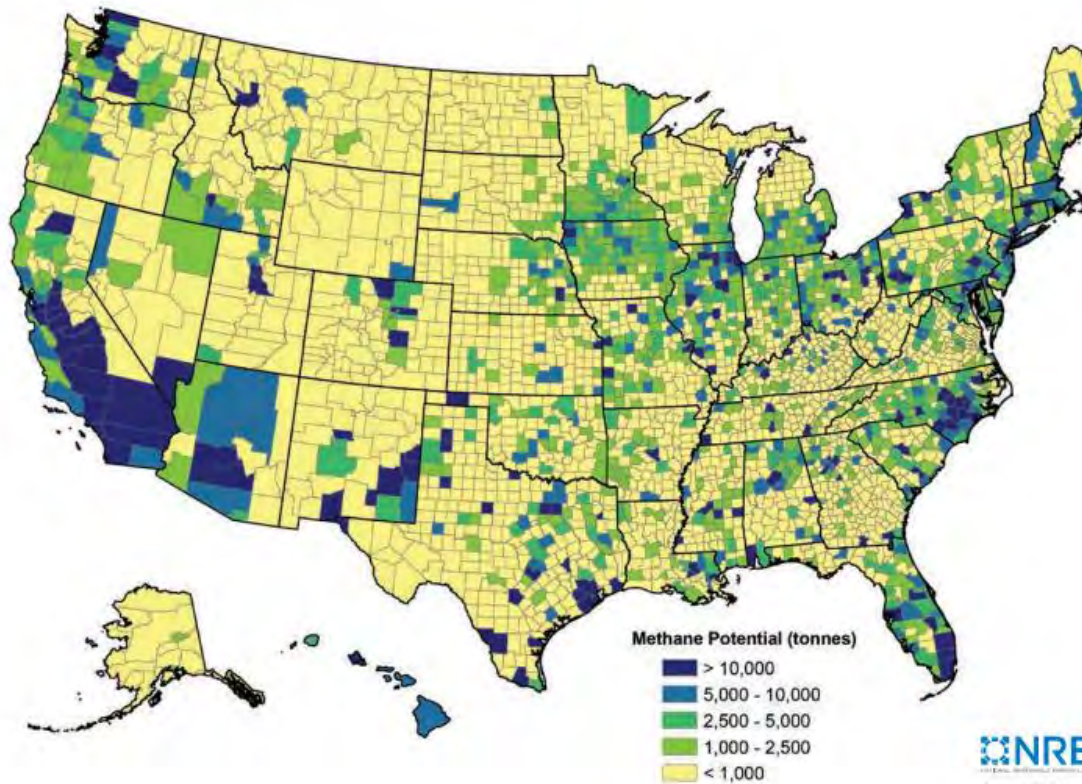 Methane Potential (tonnes)
> 10,000
5,000 - 10,000
2,500 - 5,000
1,000 - 2,500
< 1,000
NRE